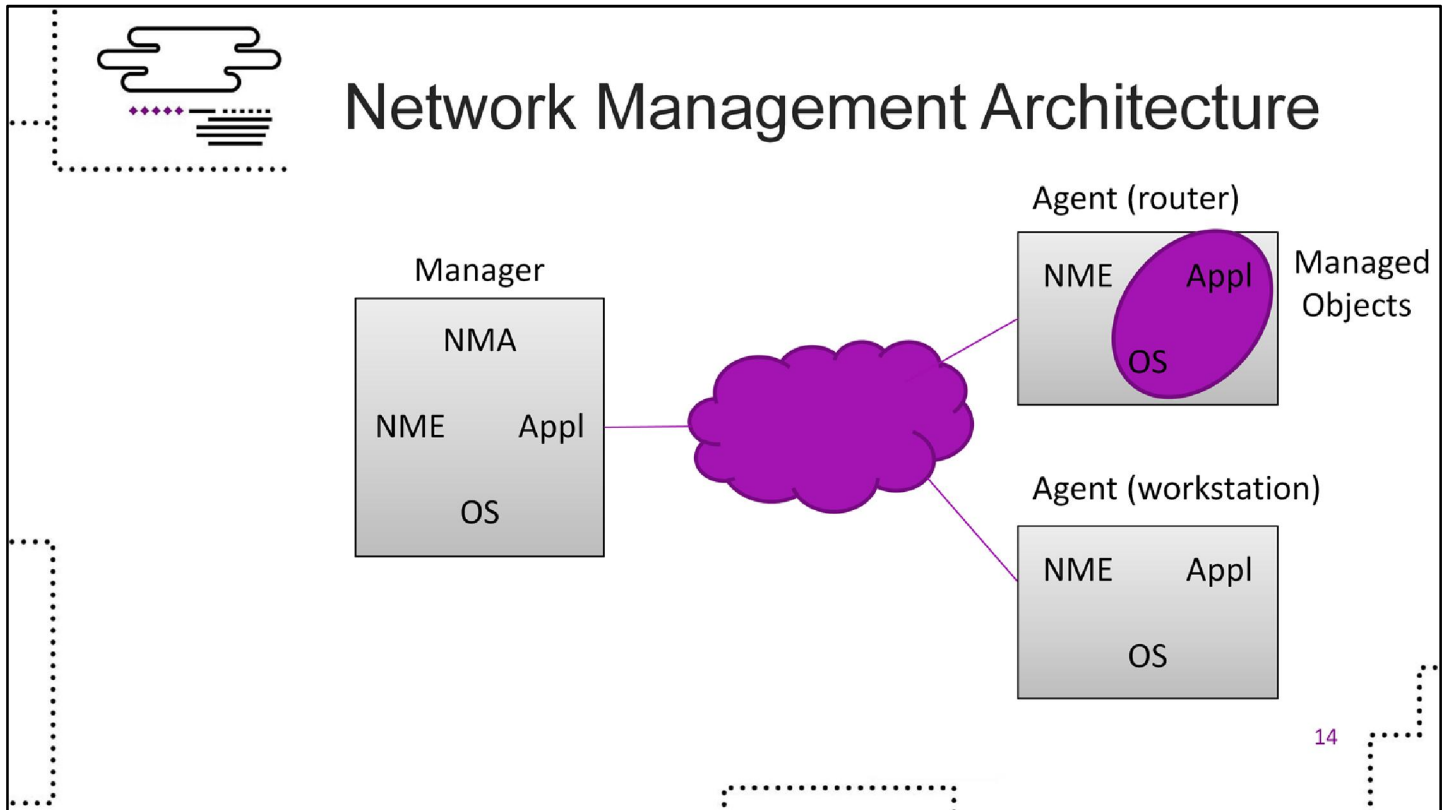 Network Management Architecture
Manager
NMA
NME Appl
OS
Agent (router)
NME Appl
OS
Managed
Objects
Agent (workstation)
NME Appl
OS
14